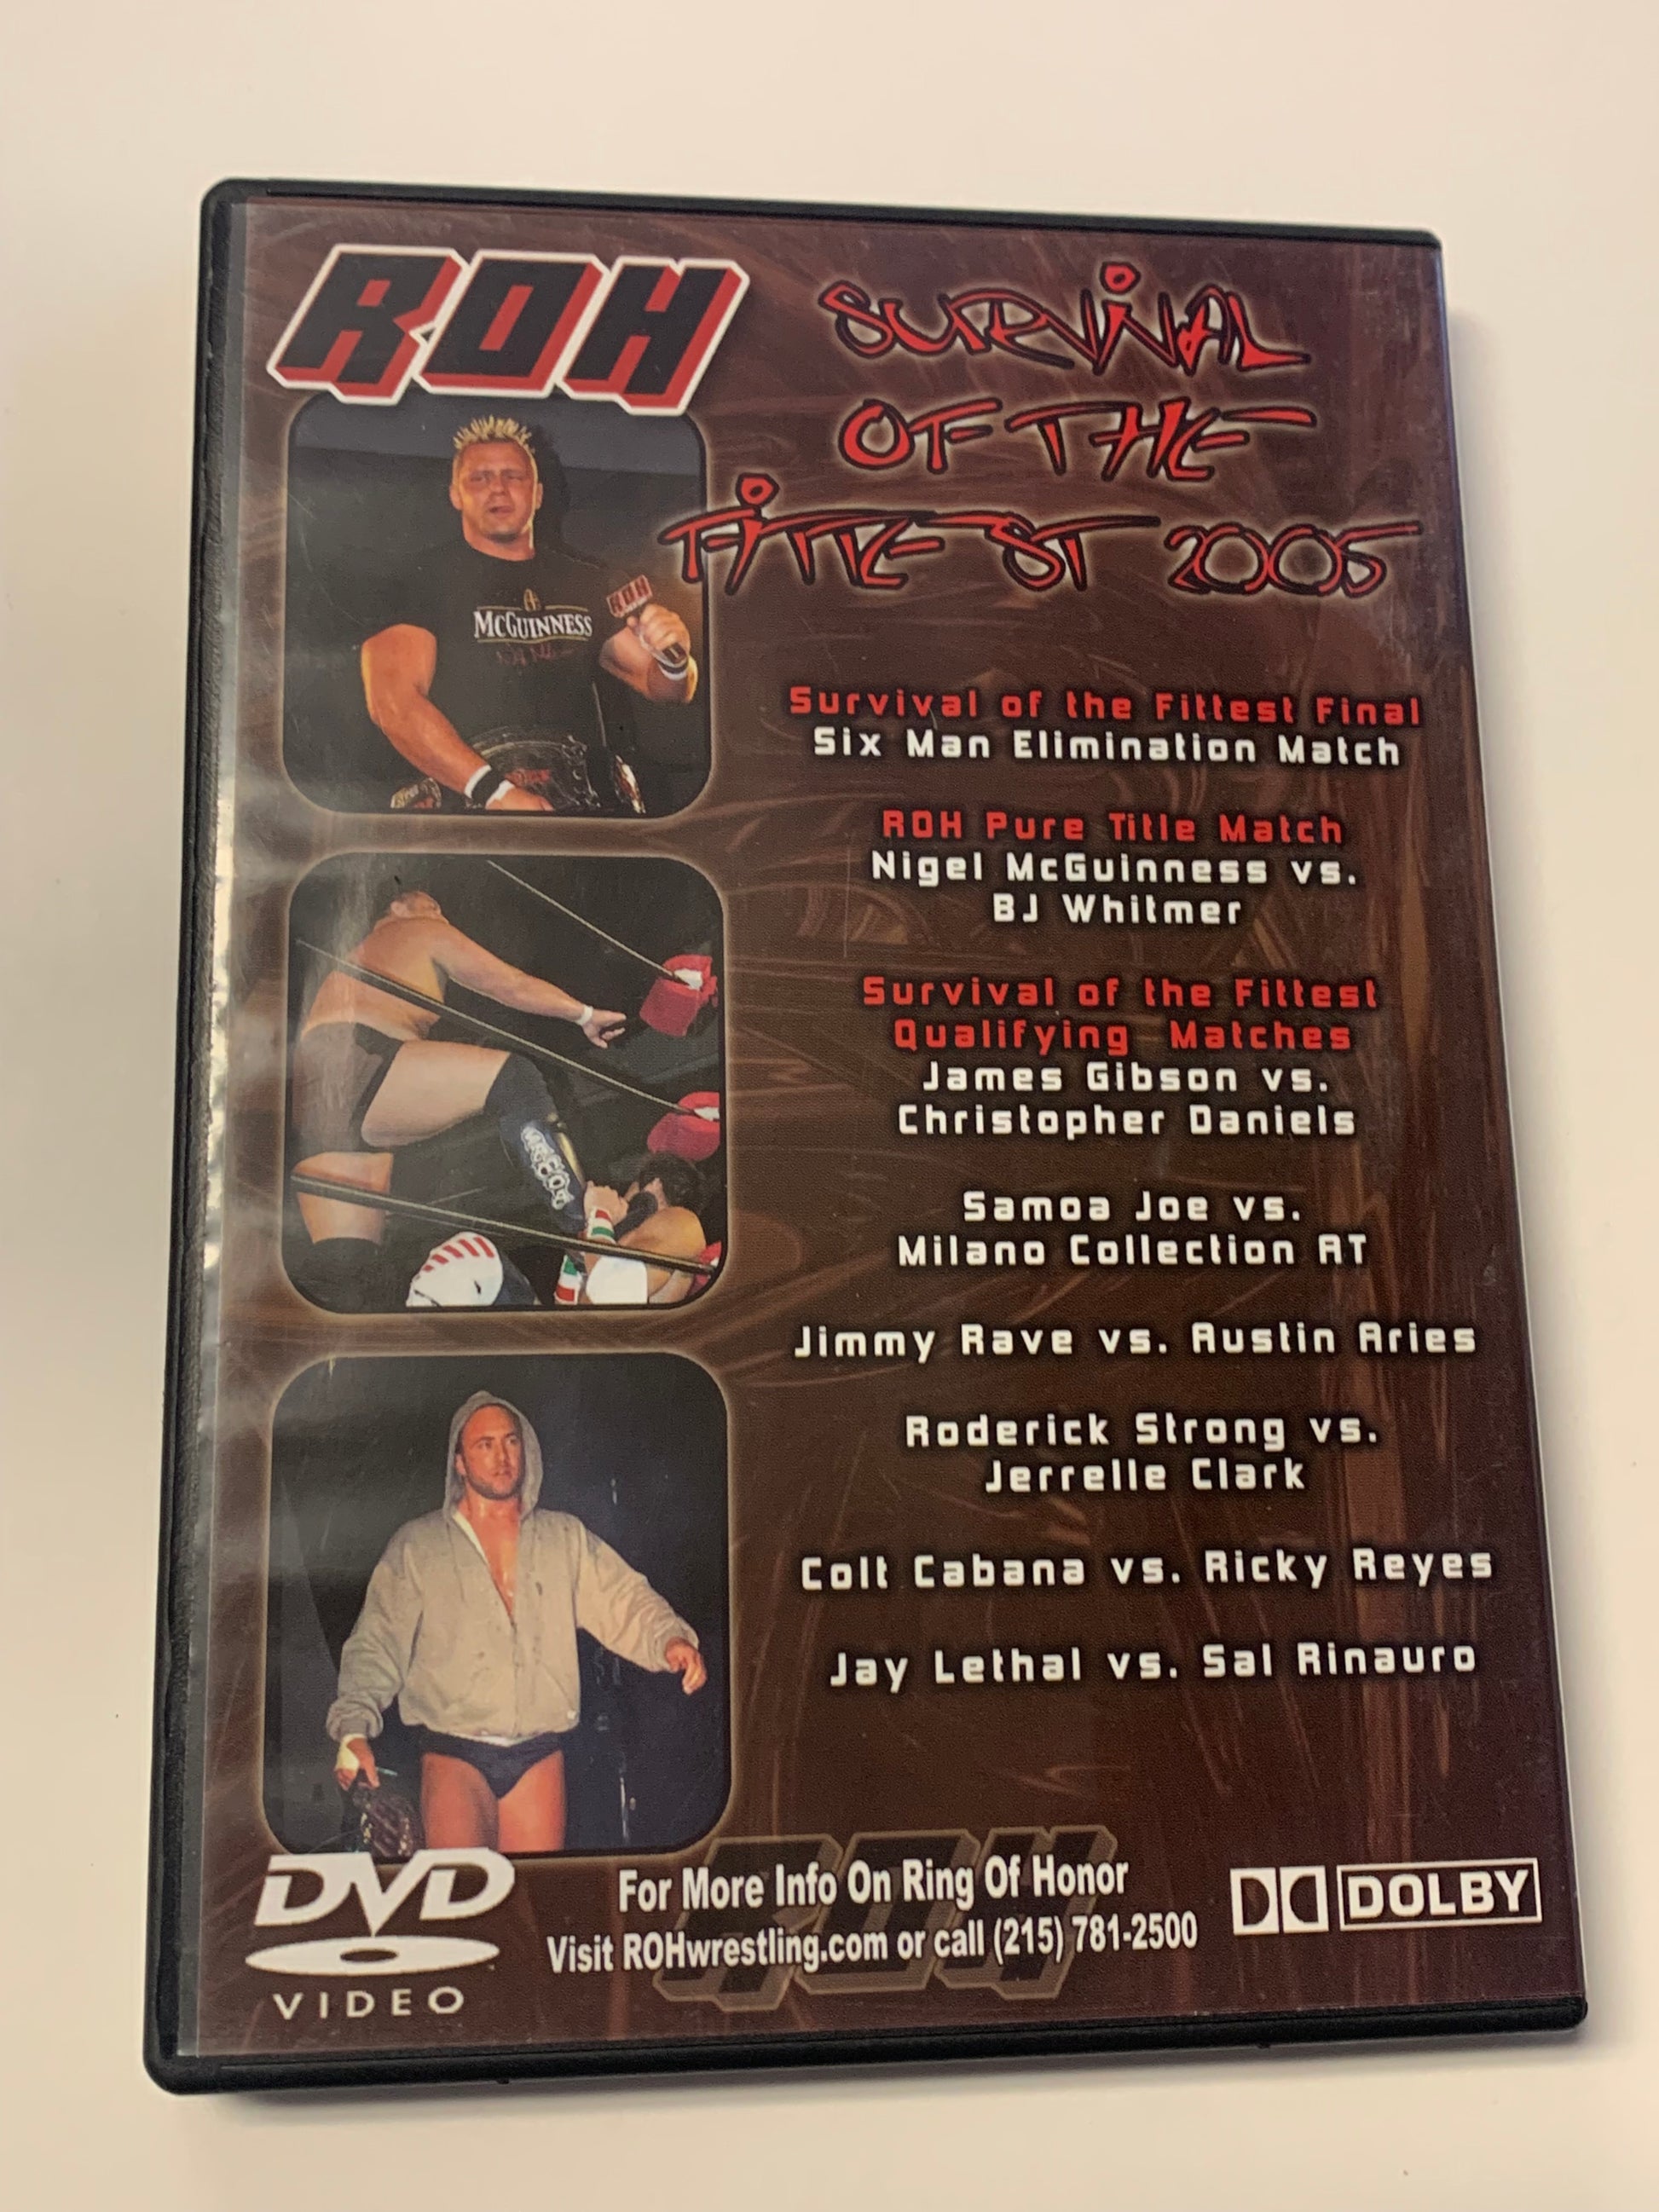 ROH
SURVIVAL
OF THE
FITTEST 2005
ROH
McGUINNESS
Survival of the Fittest Final
Six Man Elimination Match
ROH Pure Title Match
Nigel McGuinness vs.
BJ Whitmer
Survival of the Fittest
Qualifying Matches
James Gibson vs.
Christopher Daniels
Samoa Joe vs.
Milano Collection AT
Jimmy Rave vs. Austin Aries
Roderick Strong vs.
Jerrelle Clark
Colt Cabana vs. Ricky Reyes
Jay Lethal vs. Sal Rinauro
DVD
VIDEO
ROH
For More Info On Ring Of Honor
Visit ROHwrestling.com or call (215) 781-2500
DOLBY